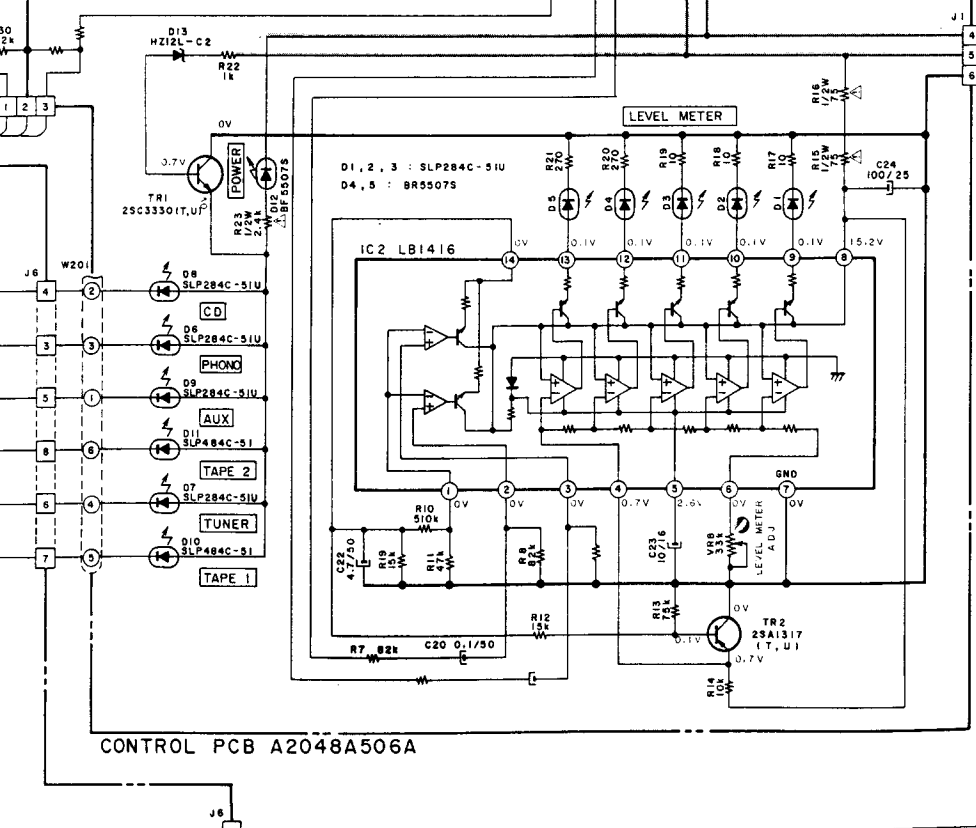 30
2k
D13
HZ12L-C2
R22
1k
J1
4
5
6
1 2 3
0V
LEVEL METER
R16
1/2W
75
R15
1/2W
75
C24
100/25
0.7V
POWER
D12
BF5507S
TR1
2SC3330(T,U)
0V
R23
1/2W
2.4k
D1, 2, 3 : SLP284C-51U
D4, 5 : BR5507S
R21
270
R20
270
R19
10
R18
10
R17
10
D5
D4
D3
D2
D1
IC2 LB1416
0V
0.1V
0.1V
0.1V
0.1V
0.1V
15.2V
14
13
12
11
10
9
8
J6
W201
4
2
D8
SLP284C-51U
CD
3
3
D6
SLP284C-51U
PHONO
5
1
D9
SLP284C-51U
AUX
8
6
D11
SLP484C-51
TAPE 2
6
4
D7
SLP284C-51U
TUNER
7
5
D10
SLP484C-51
TAPE 1
GND
1
2
3
4
5
6
7
0V
0V
0V
0.7V
2.6V
0V
0V
R10
510k
C22
4.7/50
R19
15k
R11
47k
R8
82k
C23
10/16
VR8
33k
LEVEL METER
ADJ
R12
15k
R13
75k
0.1V
0V
TR2
2SA1317
(T, U)
0.7V
R7 82k
C20 0.1/50
R14
10k
CONTROL PCB A2048A506A
J6